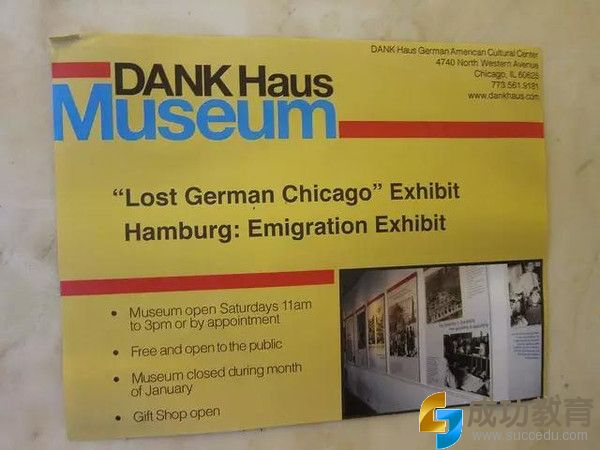 DANK Haus German American Cultural Center
4740 North Western Avenue
Chicago, IL 60625
773.561.9181
www.dankhaus.com
DANK Haus
Museum
“Lost German Chicago” Exhibit
Hamburg: Emigration Exhibit
• Museum open Saturdays 11am
to 3pm or by appointment
• Free and open to the public
• Museum closed during month
of January
• Gift Shop open
成功教育
www.succedu.com